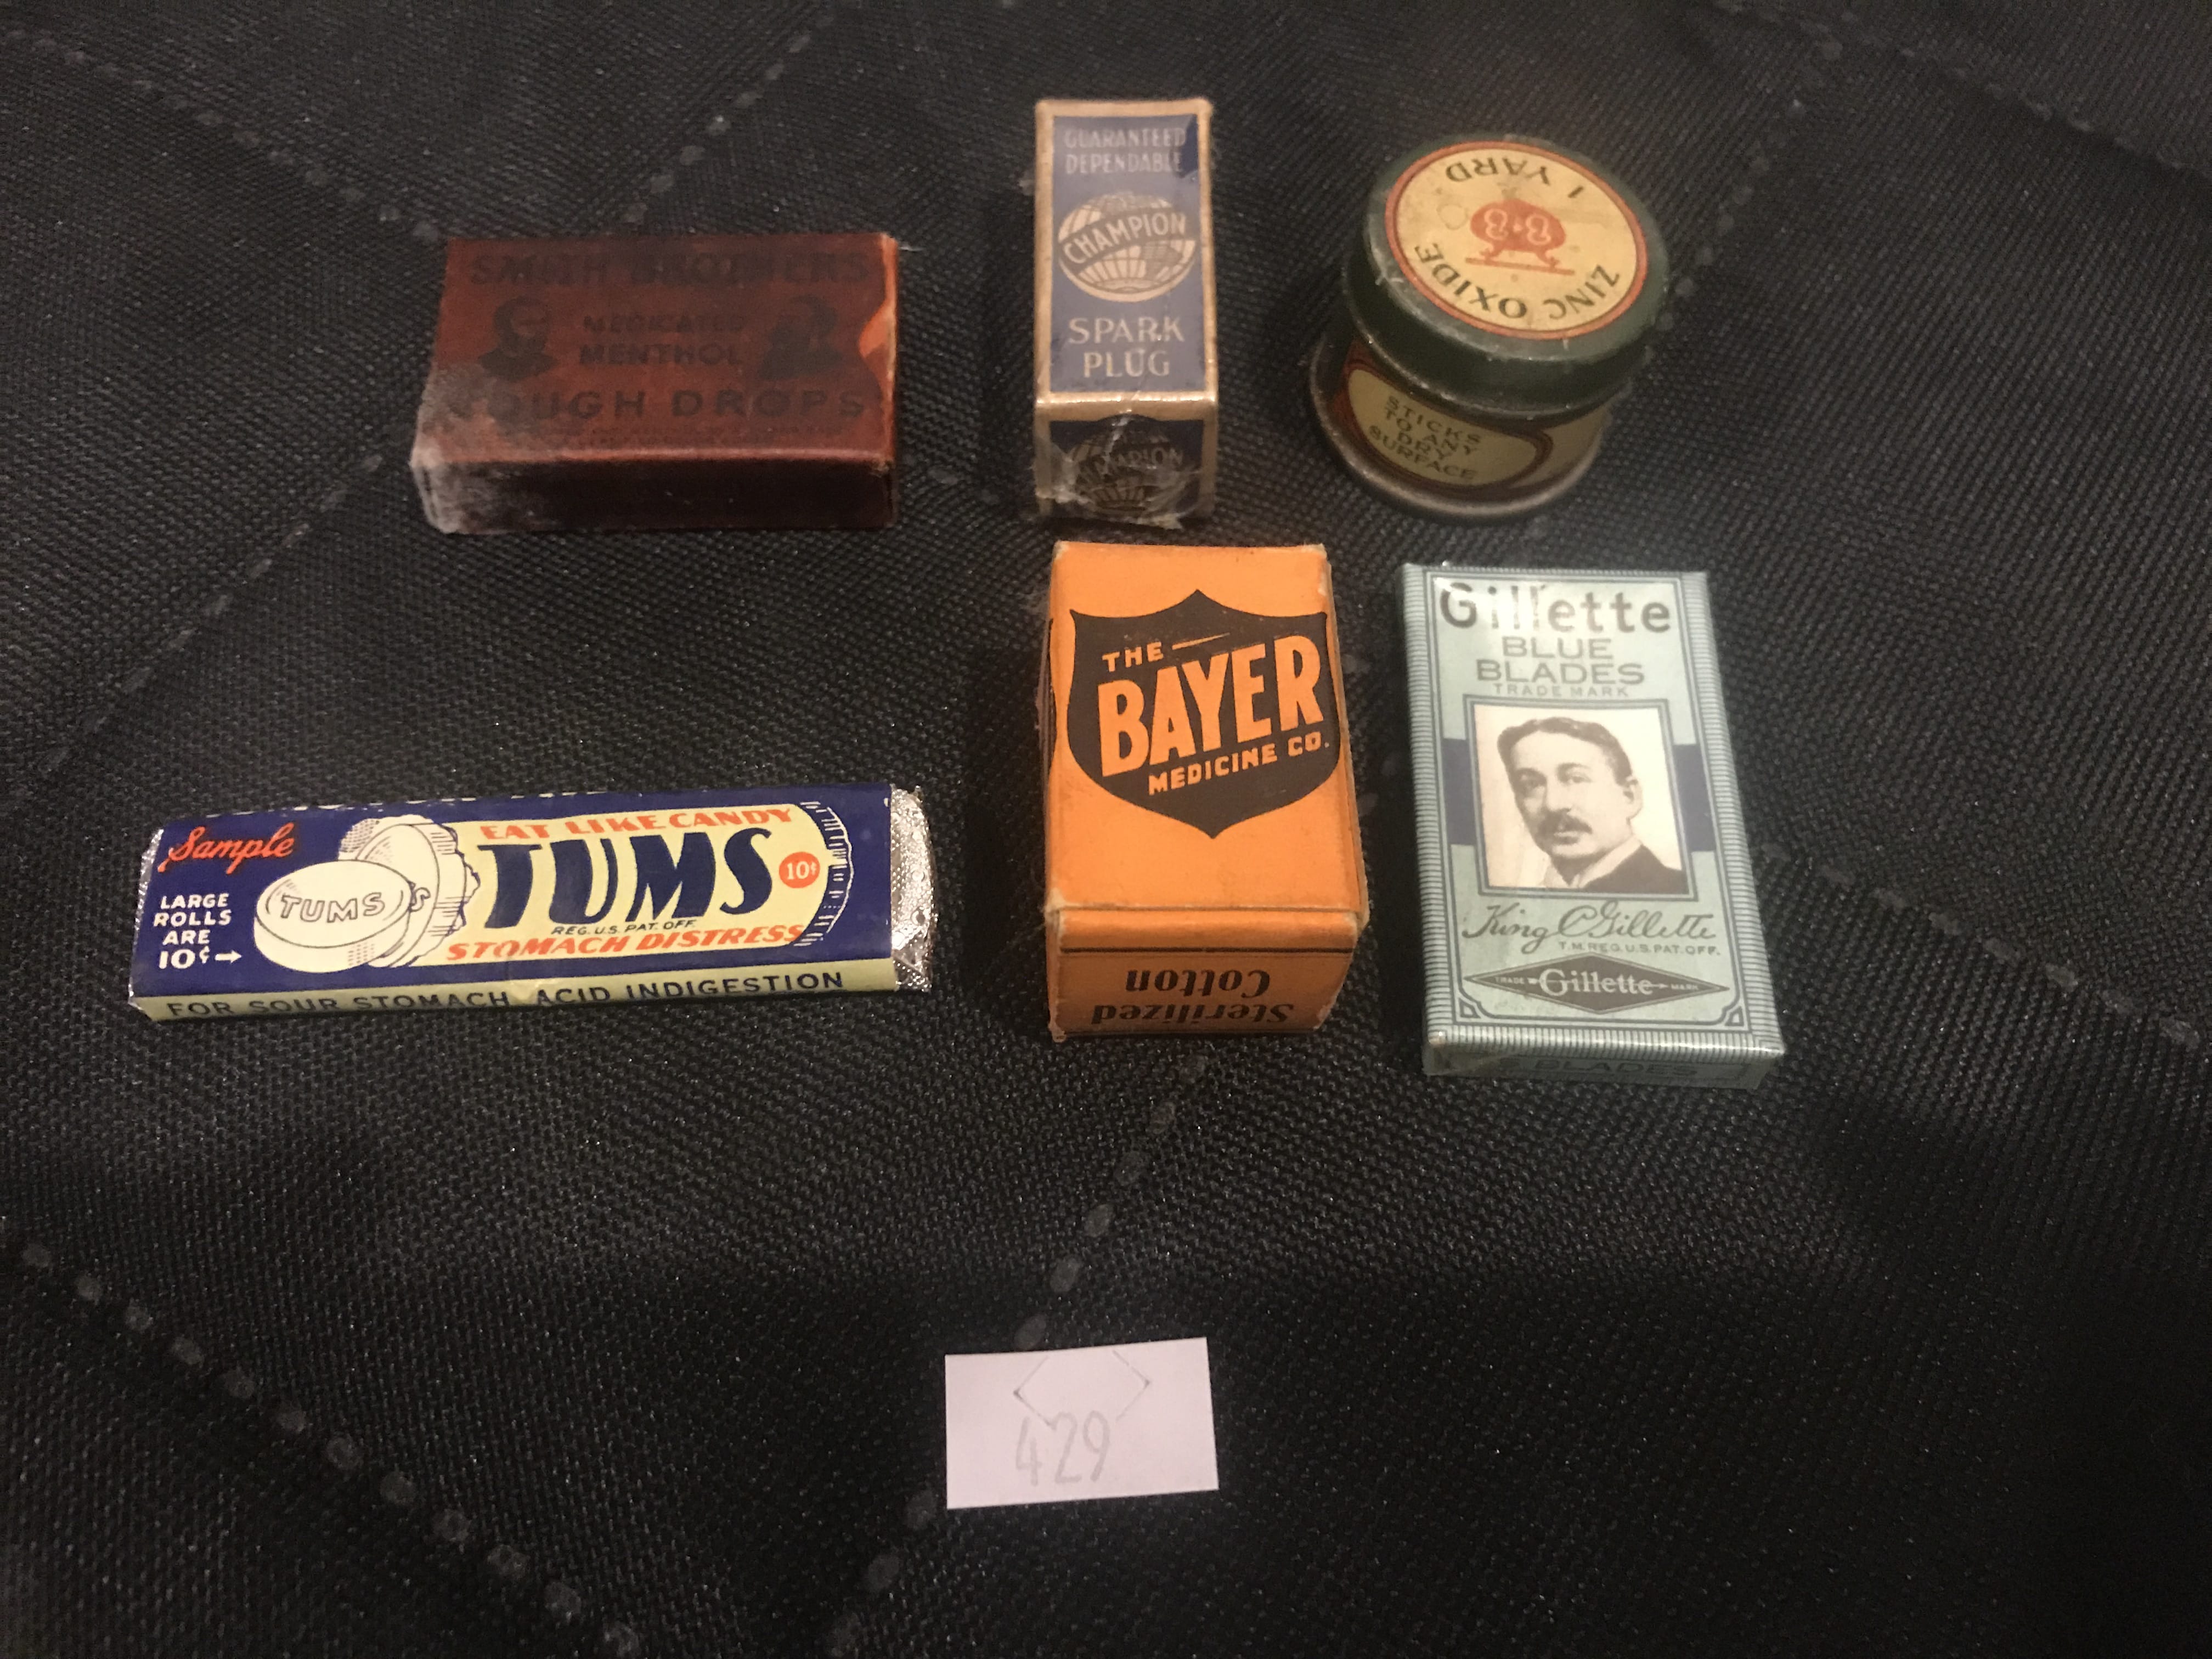 SMITH BROTHERS
MEDICATED
MENTHOL
COUGH DROPS
GUARANTEED
DEPENDABLE
CHAMPION
SPARK
PLUG
CHAMPION
ZINC OXIDE
B&B
1 YARD
STICKS
TO ANY
DRY
SURFACE
Sample
LARGE
ROLLS
ARE
10¢→
TUMS
EAT LIKE CANDY
TUMS
10¢
REG. U.S. PAT. OFF.
STOMACH DISTRESS
FOR SOUR STOMACH, ACID INDIGESTION
THE
BAYER
MEDICINE CO.
Sterilized
Cotton
Gillette
BLUE
BLADES
TRADE MARK
King C Gillette
T.M. REG. U.S. PAT. OFF.
TRADE Gillette MARK
BLADES
429